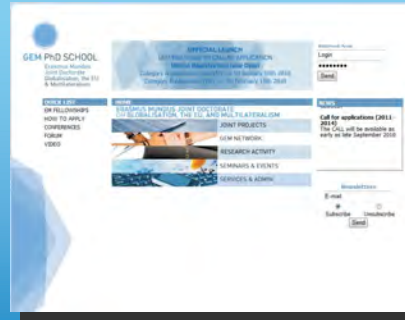 GEM PhD SCHOOL
Erasmus Mundus
Joint Doctorate
Globalisation, the EU
& Multilateralism
OFFICIAL LAUNCH
Login
Send
QUICK LIST
EM FELLOWSHIPS
HOW TO APPLY
CONFERENCES
FORUM
VIDEO
HOME
ERASMUS MUNDUS JOINT DOCTORATE
ON GLOBALISATION, THE EU, AND MULTILATERALISM
JOINT PROJECTS
GEM NETWORK
RESEARCH ACTIVITY
SEMINARS & EVENTS
SERVICES & ADMIN
NEWS
Call for applications (2011-
2014)
The CALL will be available as
early as late September 2010
Newsletters
E-mail
Subscribe Unsubscribe
Send